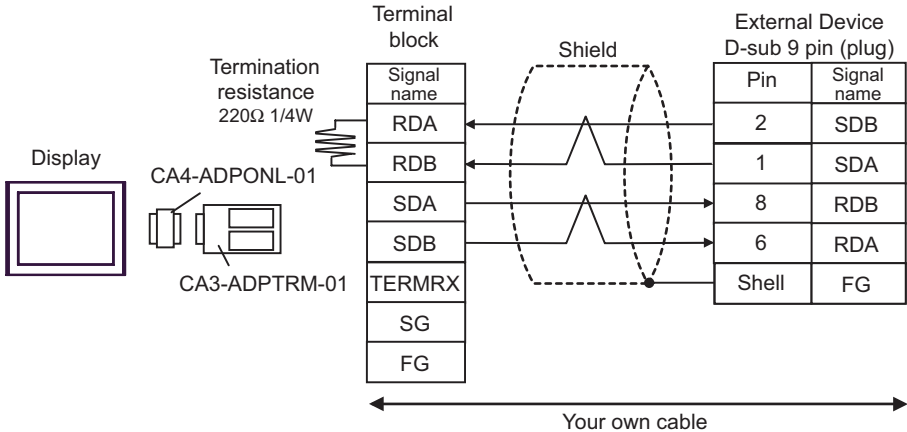 Terminal
block
External Device
D-sub 9 pin (plug)
Shield
Termination
resistance
220Ω 1/4W
Signal
name
Pin
Signal
name
RDA
2
SDB
Display
RDB
1
SDA
CA4-ADPONL-01
SDA
8
RDB
SDB
6
RDA
CA3-ADPTRM-01
TERMRX
Shell
FG
SG
FG
Your own cable